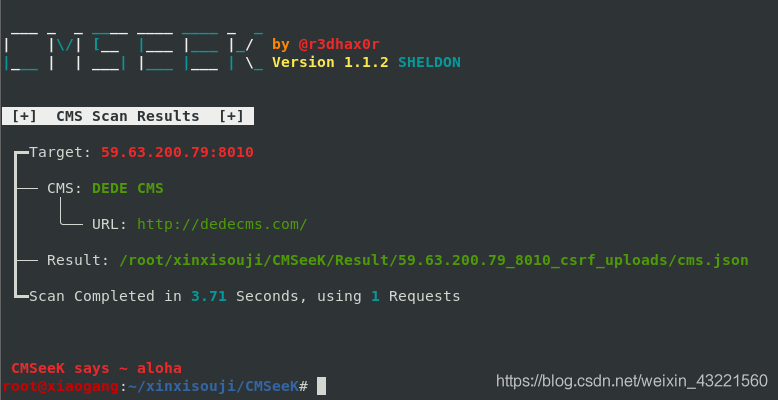 by @r3dhax0r
Version 1.1.2 SHELDON
[+]  CMS Scan Results  [+]
Target: 59.63.200.79:8010
CMS: DEDE CMS
URL: http://dedecms.com/
Result: /root/xinxisouji/CMSeeK/Result/59.63.200.79_8010_csrf_uploads/cms.json
Scan Completed in 3.71 Seconds, using 1 Requests
CMSeeK says ~ aloha
root@xiaogang:~/xinxisouji/CMSeeK#
https://blog.csdn.net/weixin_43221560